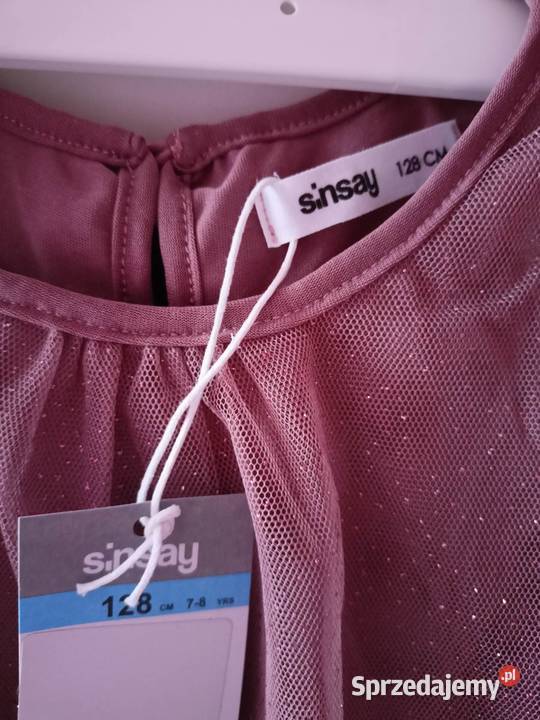 sinsay 128 CM
sinsay
128 CM 7-8 YRS
Sprzedajemy.pl